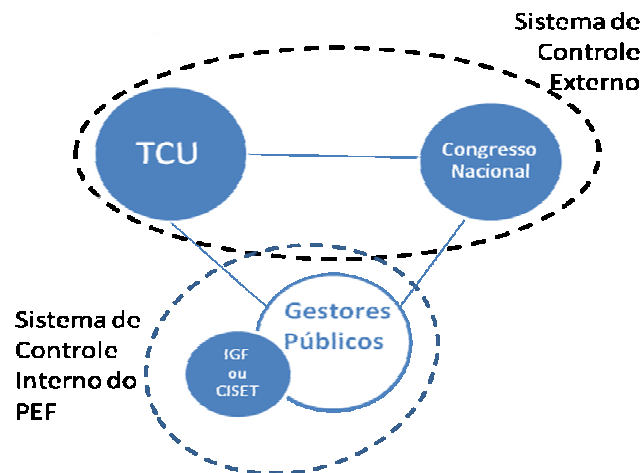 Sistema de
Controle
Externo
TCU
Congresso
Nacional
Gestores
Públicos
Sistema de
Controle
Interno do
PEF
IGF
ou
CISET